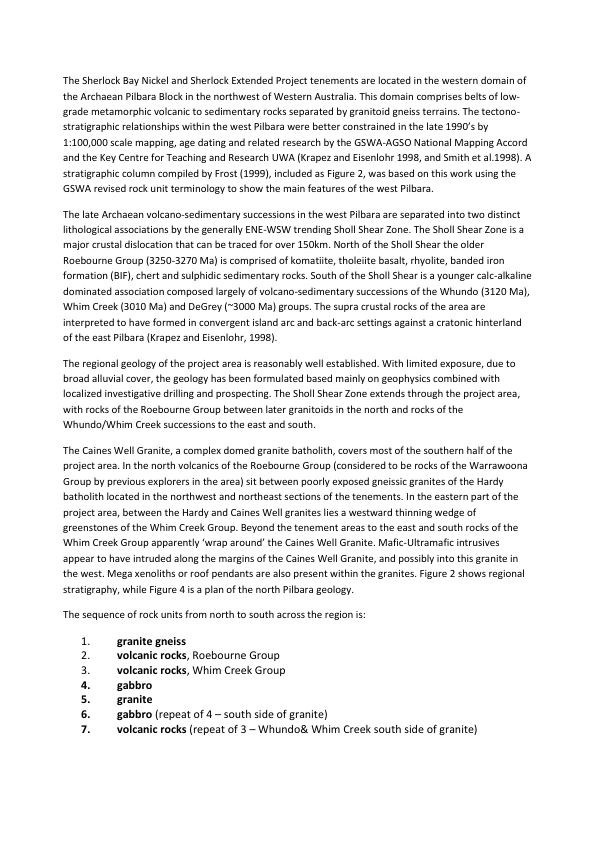 The Sherlock Bay Nickel and Sherlock Extended Project tenements are located in the western domain of
the Archaean Pilbara Block in the northwest of Western Australia. This domain comprises belts of low-
grade metamorphic volcanic to sedimentary rocks separated by granitoid gneiss terrains. The tectono-
stratigraphic relationships within the west Pilbara were better constrained in the late 1990's by
1:100,000 scale mapping, age dating and related research by the GSWA-AGSO National Mapping Accord
and the Key Centre for Teaching and Research UWA (Krapez and Eisenlohr 1998, and Smith et al.1998). A
stratigraphic column compiled by Frost (1999), included as Figure 2, was based on this work using the
GSWA revised rock unit terminology to show the main features of the west Pilbara.
The late Archaean volcano-sedimentary successions in the west Pilbara are separated into two distinct
lithological associations by the generally ENE-WSW trending Sholl Shear Zone. The Sholl Shear Zone is a
major crustal dislocation that can be traced for over 150km. North of the Sholl Shear the older
Roebourne Group (3250-3270 Ma) is comprised of komatiite, tholeiite basalt, rhyolite, banded iron
formation (BIF), chert and sulphidic sedimentary rocks. South of the Sholl Shear is a younger calc-alkaline
dominated association composed largely of volcano-sedimentary successions of the Whundo (3120 Ma),
Whim Creek (3010 Ma) and DeGrey (~3000 Ma) groups. The supra crustal rocks of the area are
interpreted to have formed in convergent island arc and back-arc settings against a cratonic hinterland
of the east Pilbara (Krapez and Eisenlohr, 1998).
The regional geology of the project area is reasonably well established. With limited exposure, due to
broad alluvial cover, the geology has been formulated based mainly on geophysics combined with
localized investigative drilling and prospecting. The Sholl Shear Zone extends through the project area,
with rocks of the Roebourne Group between later granitoids in the north and rocks of the
Whundo/Whim Creek successions to the east and south.
The Caines Well Granite, a complex domed granite batholith, covers most of the southern half of the
project area. In the north volcanics of the Roebourne Group (considered to be rocks of the Warrawoona
Group by previous explorers in the area) sit between poorly exposed gneissic granites of the Hardy
batholith located in the northwest and northeast sections of the tenements. In the eastern part of the
project area, between the Hardy and Caines Well granites lies a westward thinning wedge of
greenstones of the Whim Creek Group. Beyond the tenement areas to the east and south rocks of the
Whim Creek Group apparently 'wrap around' the Caines Well Granite. Mafic-Ultramafic intrusives
appear to have intruded along the margins of the Caines Well Granite, and possibly into this granite in
the west. Mega xenoliths or roof pendants are also present within the granites. Figure 2 shows regional
stratigraphy, while Figure 4 is a plan of the north Pilbara geology.
The sequence of rock units from north to south across the region is:
1. granite gneiss
2. volcanic rocks, Roebourne Group
3. volcanic rocks, Whim Creek Group
4. gabbro
5. granite
6. gabbro (repeat of 4 – south side of granite)
7. volcanic rocks (repeat of 3 – Whundo& Whim Creek south side of granite)